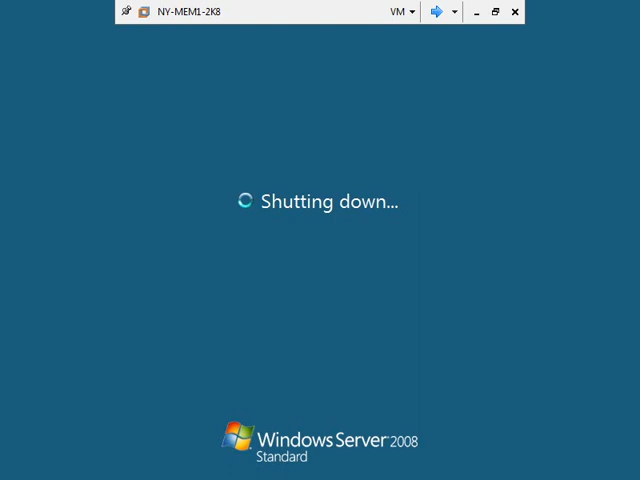 NY-MEM1-2K8 VM
Shutting down...
Windows Server 2008
Standard